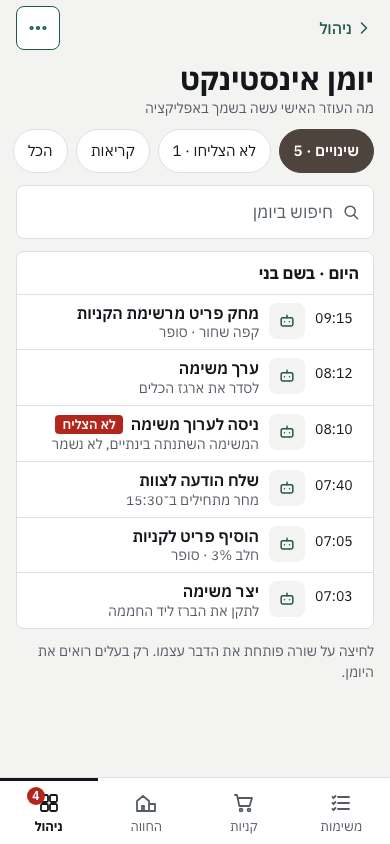 ניהול
יומן אינסטינקט
מה העוזר האישי עשה בשמך באפליקציה
שינויים · 5
לא הצליחו · 1
קריאות
הכל
חיפוש ביומן
היום · בשם בני
09:15
מחק פריט מרשימת הקניות
קפה שחור · סופר
08:12
ערך משימה
לסדר את ארגז הכלים
08:10
ניסה לערוך משימה לא הצליח
המשימה השתנתה בינתיים, לא נשמר
07:40
שלח הודעה לצוות
מחר מתחילים ב־15:30
07:05
הוסיף פריט לקניות
חלב 3% · סופר
07:03
יצר משימה
לתקן את הברז ליד החממה
לחיצה על שורה פותחת את הדבר עצמו. רק בעלים רואים את
היומן.
משימות
קניות
החווה
4
ניהול